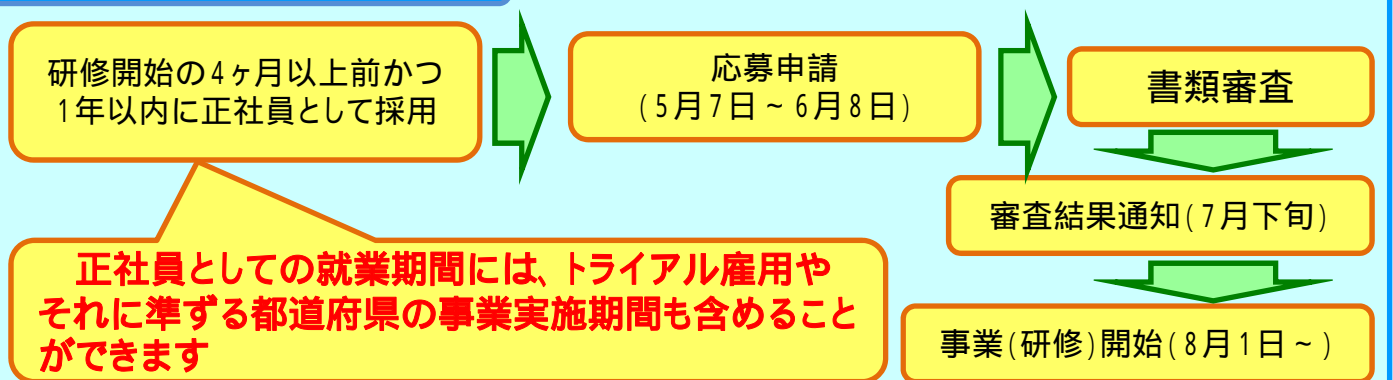 研修開始の4ヶ月以上前かつ
1年以内に正社員として採用
応募申請
(5月7日~6月8日)
書類審査
審査結果通知(7月下旬)
事業(研修)開始(8月1日~)
正社員としての就業期間には、トライアル雇用や
それに準ずる都道府県の事業実施期間も含めること
ができます